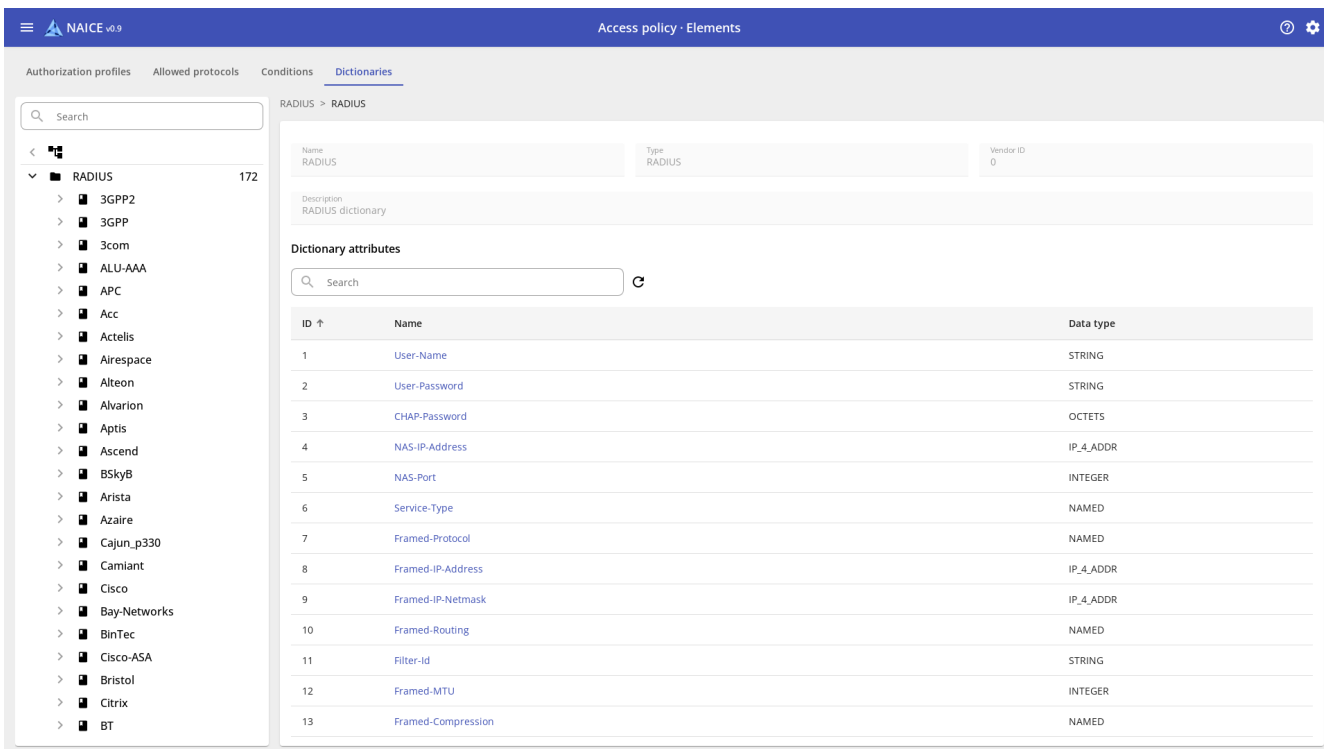 NAICE v0.9
Access policy · Elements
Authorization profiles Allowed protocols Conditions Dictionaries
Search
RADIUS 172
3GPP2
3GPP
3com
ALU-AAA
APC
Acc
Actelis
Airespace
Alteon
Alvarion
Aptis
Ascend
BSkyB
Arista
Azaire
Cajun_p330
Camiant
Cisco
Bay-Networks
BinTec
Cisco-ASA
Bristol
Citrix
BT
RADIUS > RADIUS
Name Type Vendor ID
RADIUS RADIUS 0
Description
RADIUS dictionary
Dictionary attributes
Search
ID ↑ Name Data type
1 User-Name STRING
2 User-Password STRING
3 CHAP-Password OCTETS
4 NAS-IP-Address IP_4_ADDR
5 NAS-Port INTEGER
6 Service-Type NAMED
7 Framed-Protocol NAMED
8 Framed-IP-Address IP_4_ADDR
9 Framed-IP-Netmask IP_4_ADDR
10 Framed-Routing NAMED
11 Filter-Id STRING
12 Framed-MTU INTEGER
13 Framed-Compression NAMED